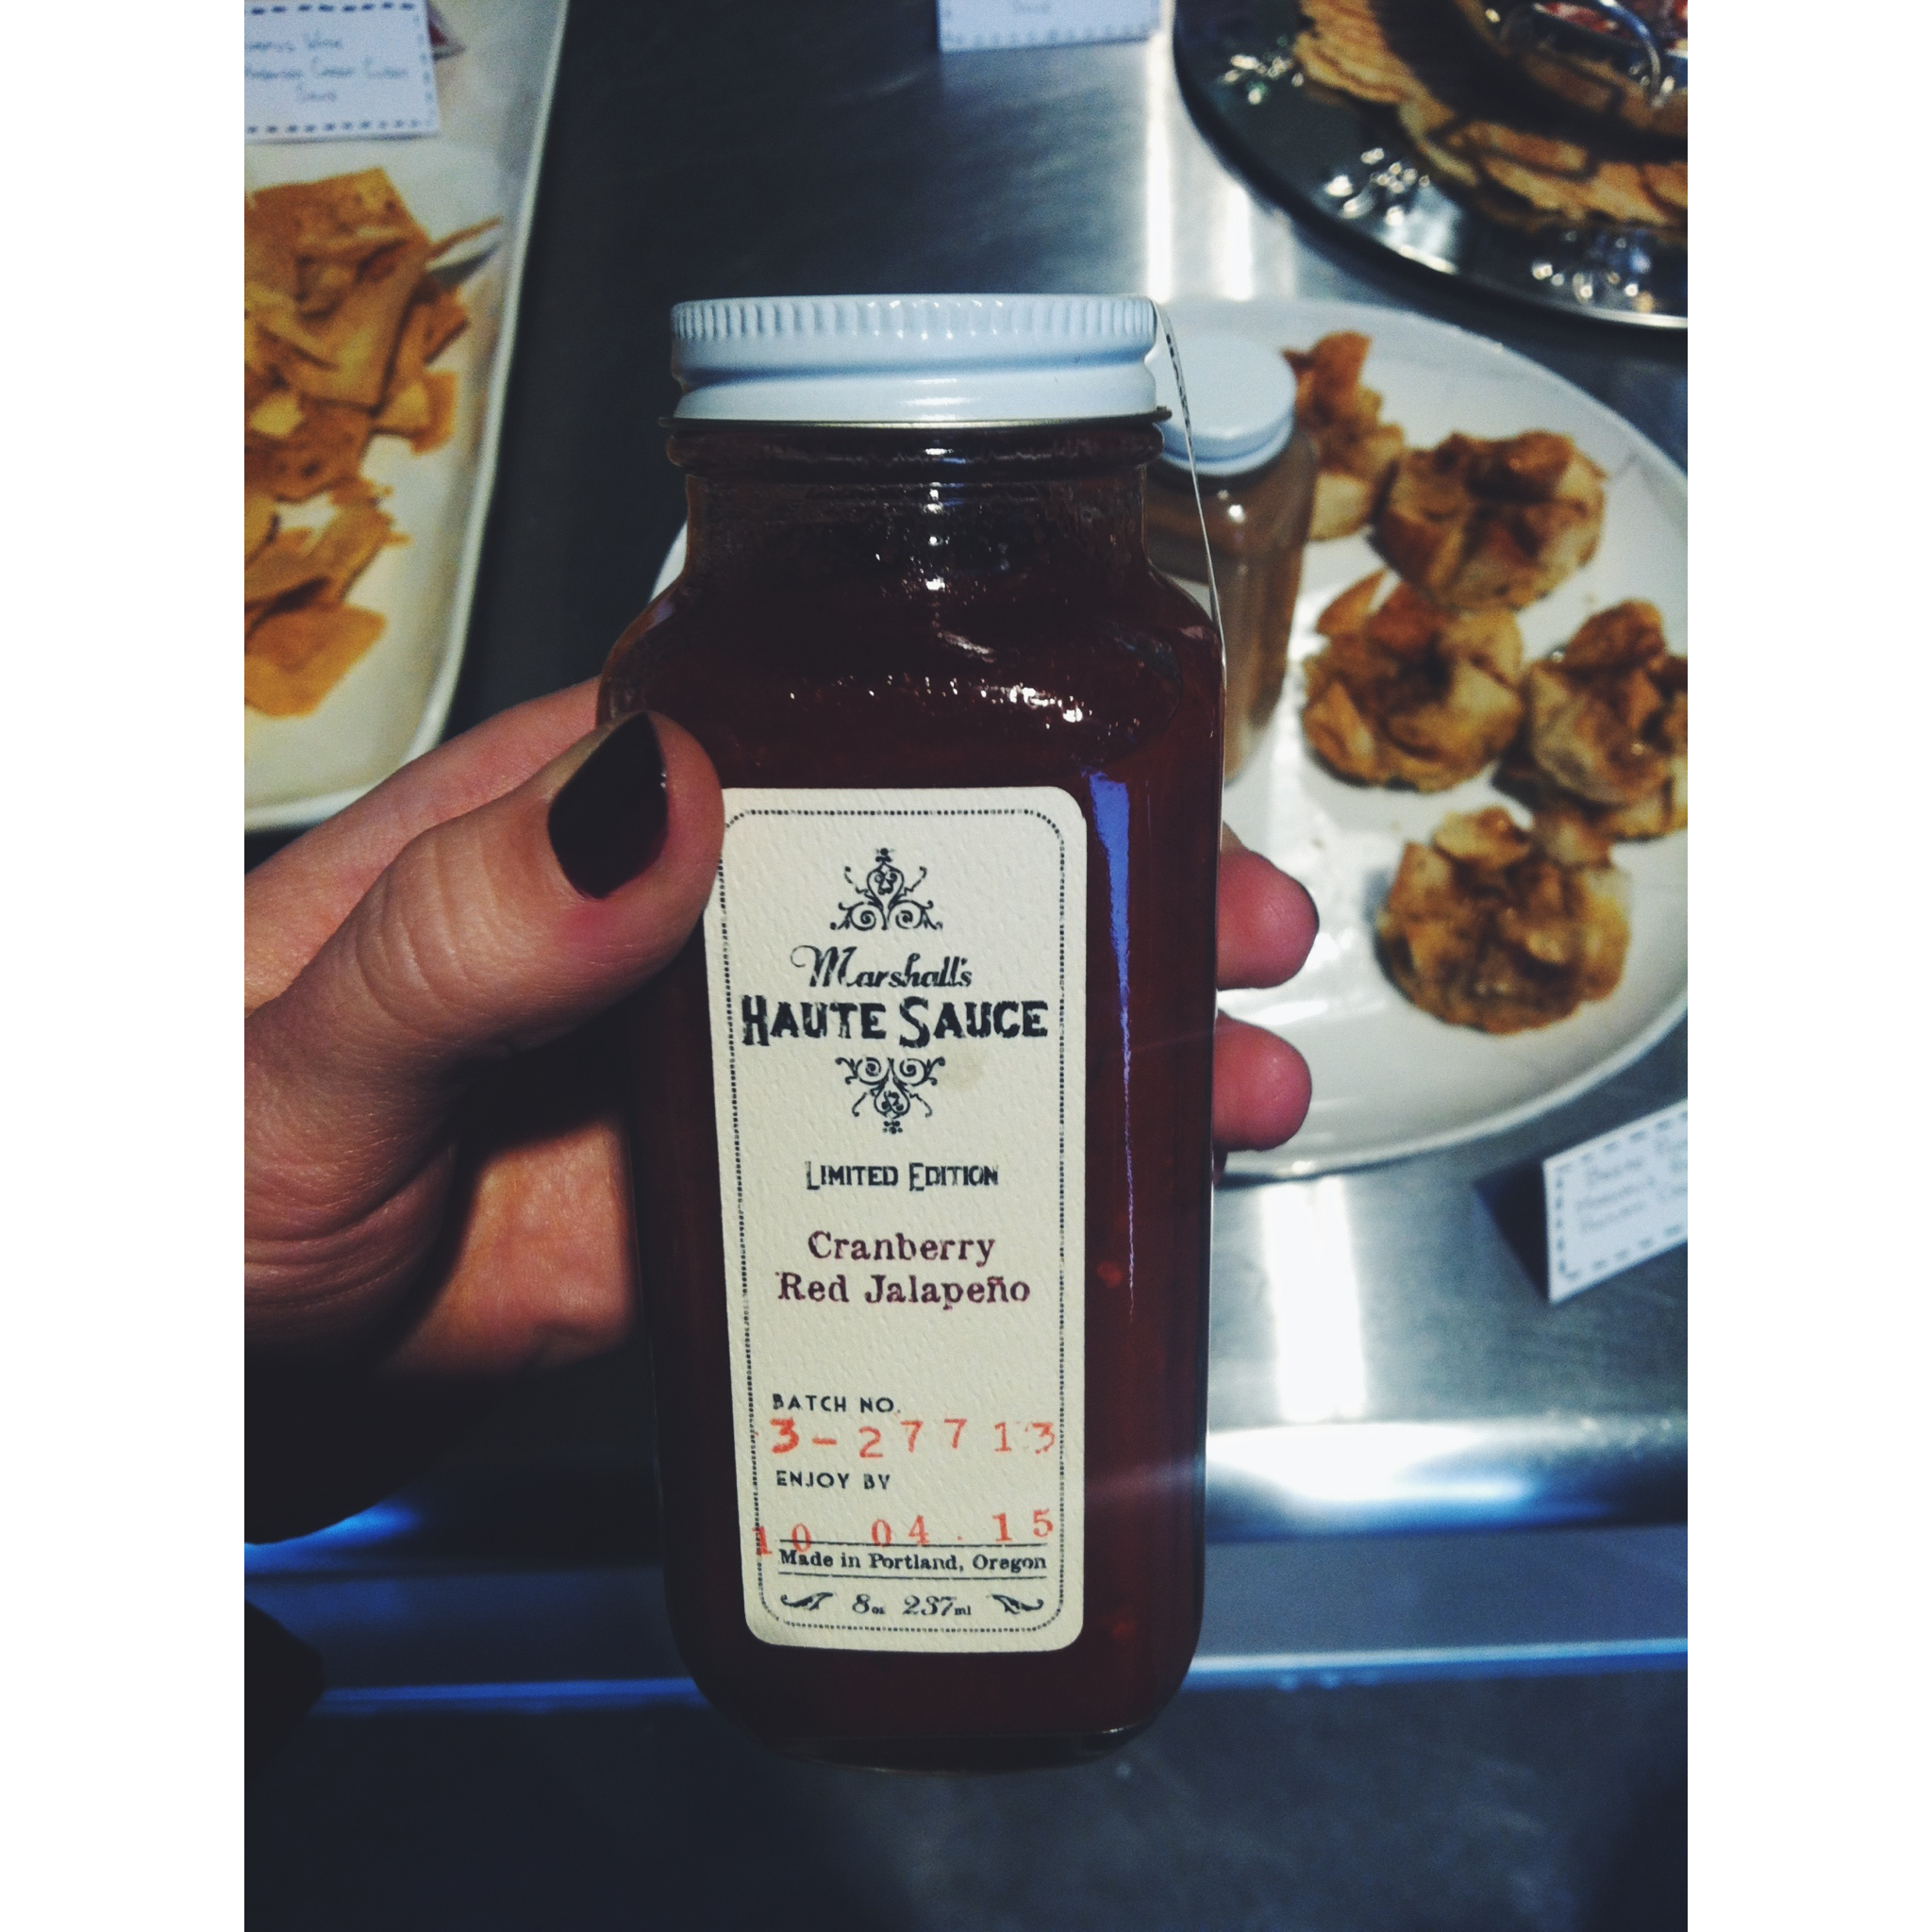 Marshall's
HAUTE SAUCE
LIMITED EDITION
Cranberry
Red Jalapeño
BATCH NO.
3-27713
ENJOY BY
10.04.15
Made in Portland, Oregon
8oz 237ml